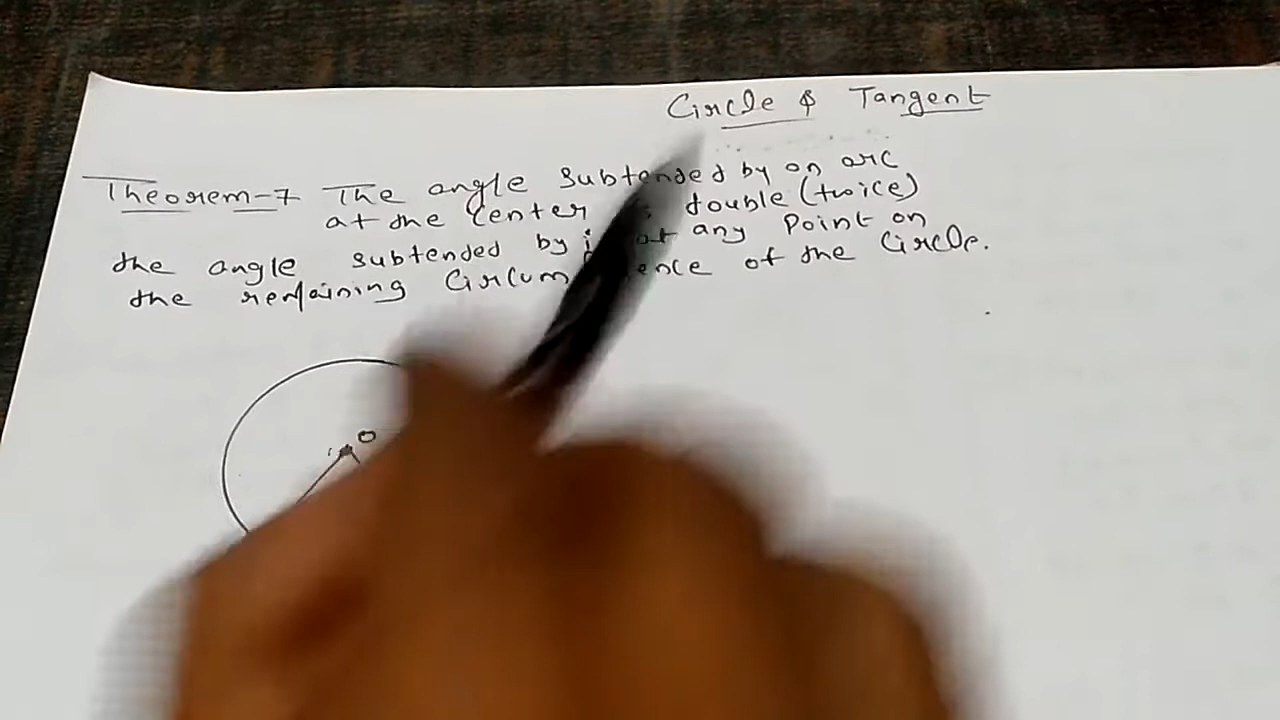 Circle & Tangent
Theorem-7 The angle subtended by an arc
at the center double (twice)
the angle subtended by any Point on
the remaining of the Circle.
O